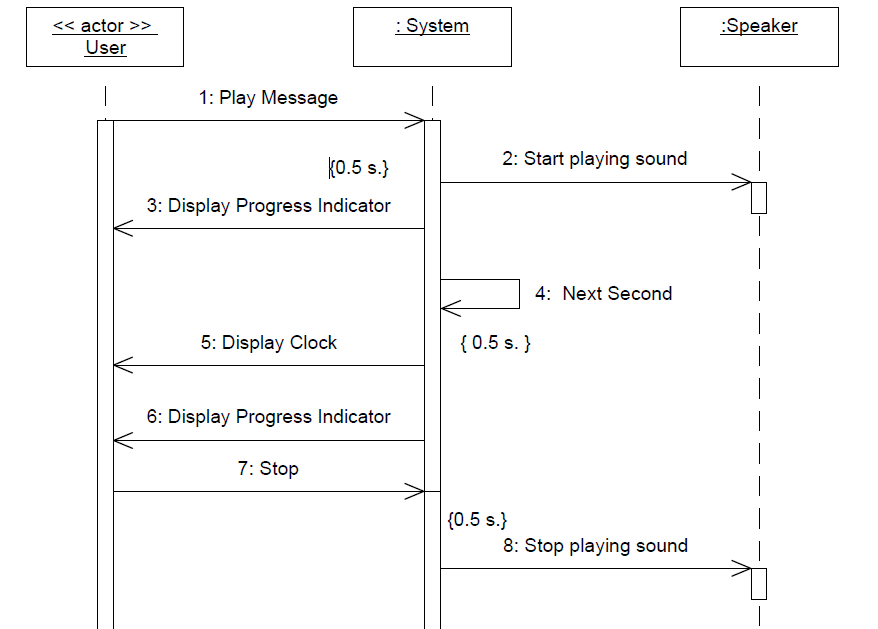 << actor >>
User
: System
:Speaker
1: Play Message
2: Start playing sound
{0.5 s.}
3: Display Progress Indicator
4: Next Second
5: Display Clock
{ 0.5 s. }
6: Display Progress Indicator
7: Stop
{0.5 s.}
8: Stop playing sound